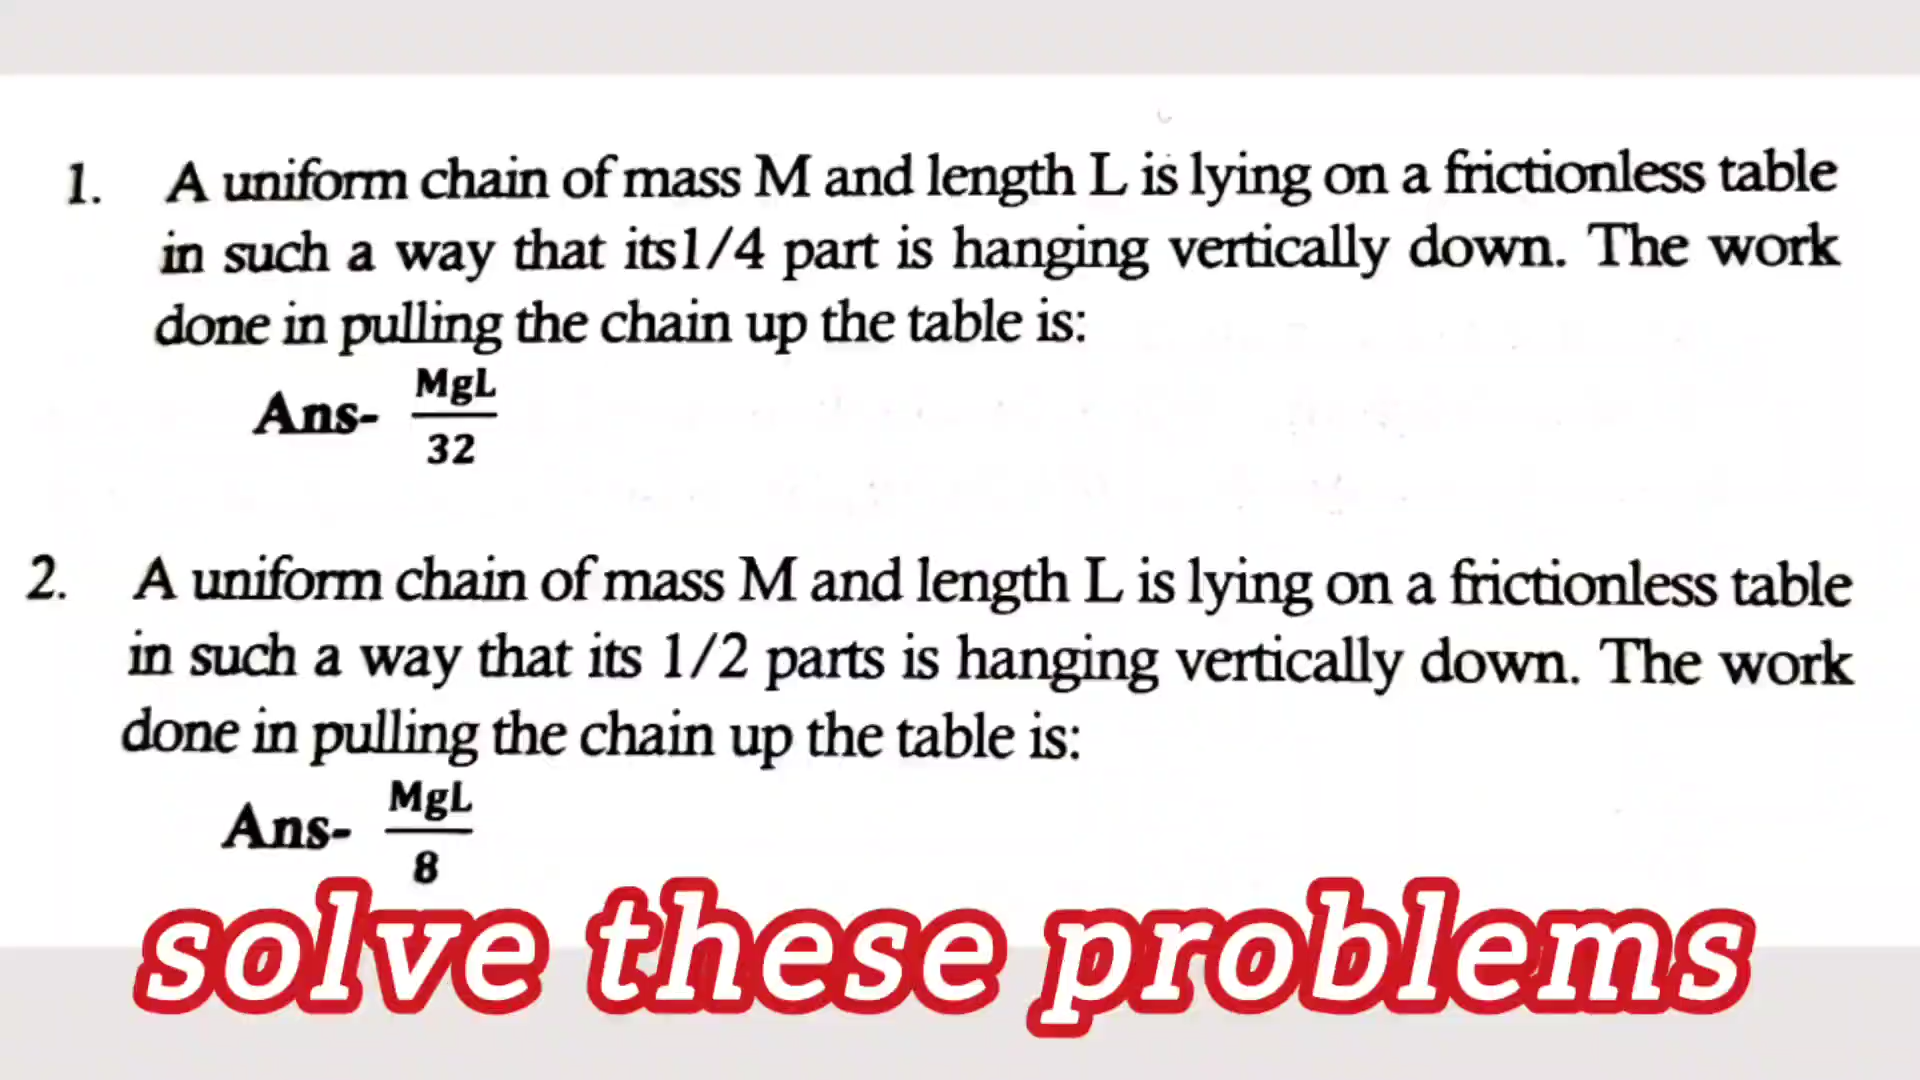 1. A uniform chain of mass M and length L is lying on a frictionless table
in such a way that its1/4 part is hanging vertically down. The work
done in pulling the chain up the table is:
Ans- MgL/32
2. A uniform chain of mass M and length L is lying on a frictionless table
in such a way that its 1/2 parts is hanging vertically down. The work
done in pulling the chain up the table is:
Ans- MgL/8
solve these problems